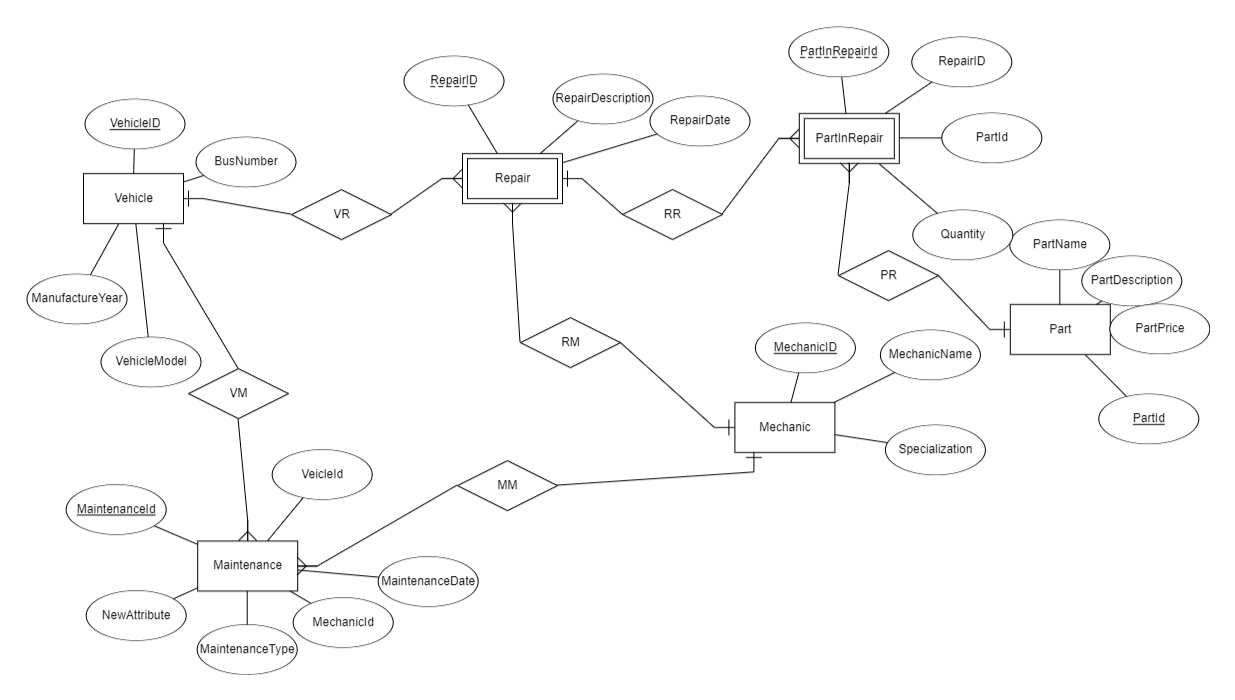 PartInRepairId
RepairID
RepairID
RepairDescription
RepairDate
VehicleID
BusNumber
PartInRepair
PartId
Vehicle
Repair
VR
RR
Quantity
PartName
PartDescription
PR
ManufactureYear
Part
PartPrice
VehicleModel
RM
MechanicID
MechanicName
VM
PartId
Mechanic
Specialization
VeicleId
MM
MaintenanceId
Maintenance
MaintenanceDate
NewAttribute
MechanicId
MaintenanceType